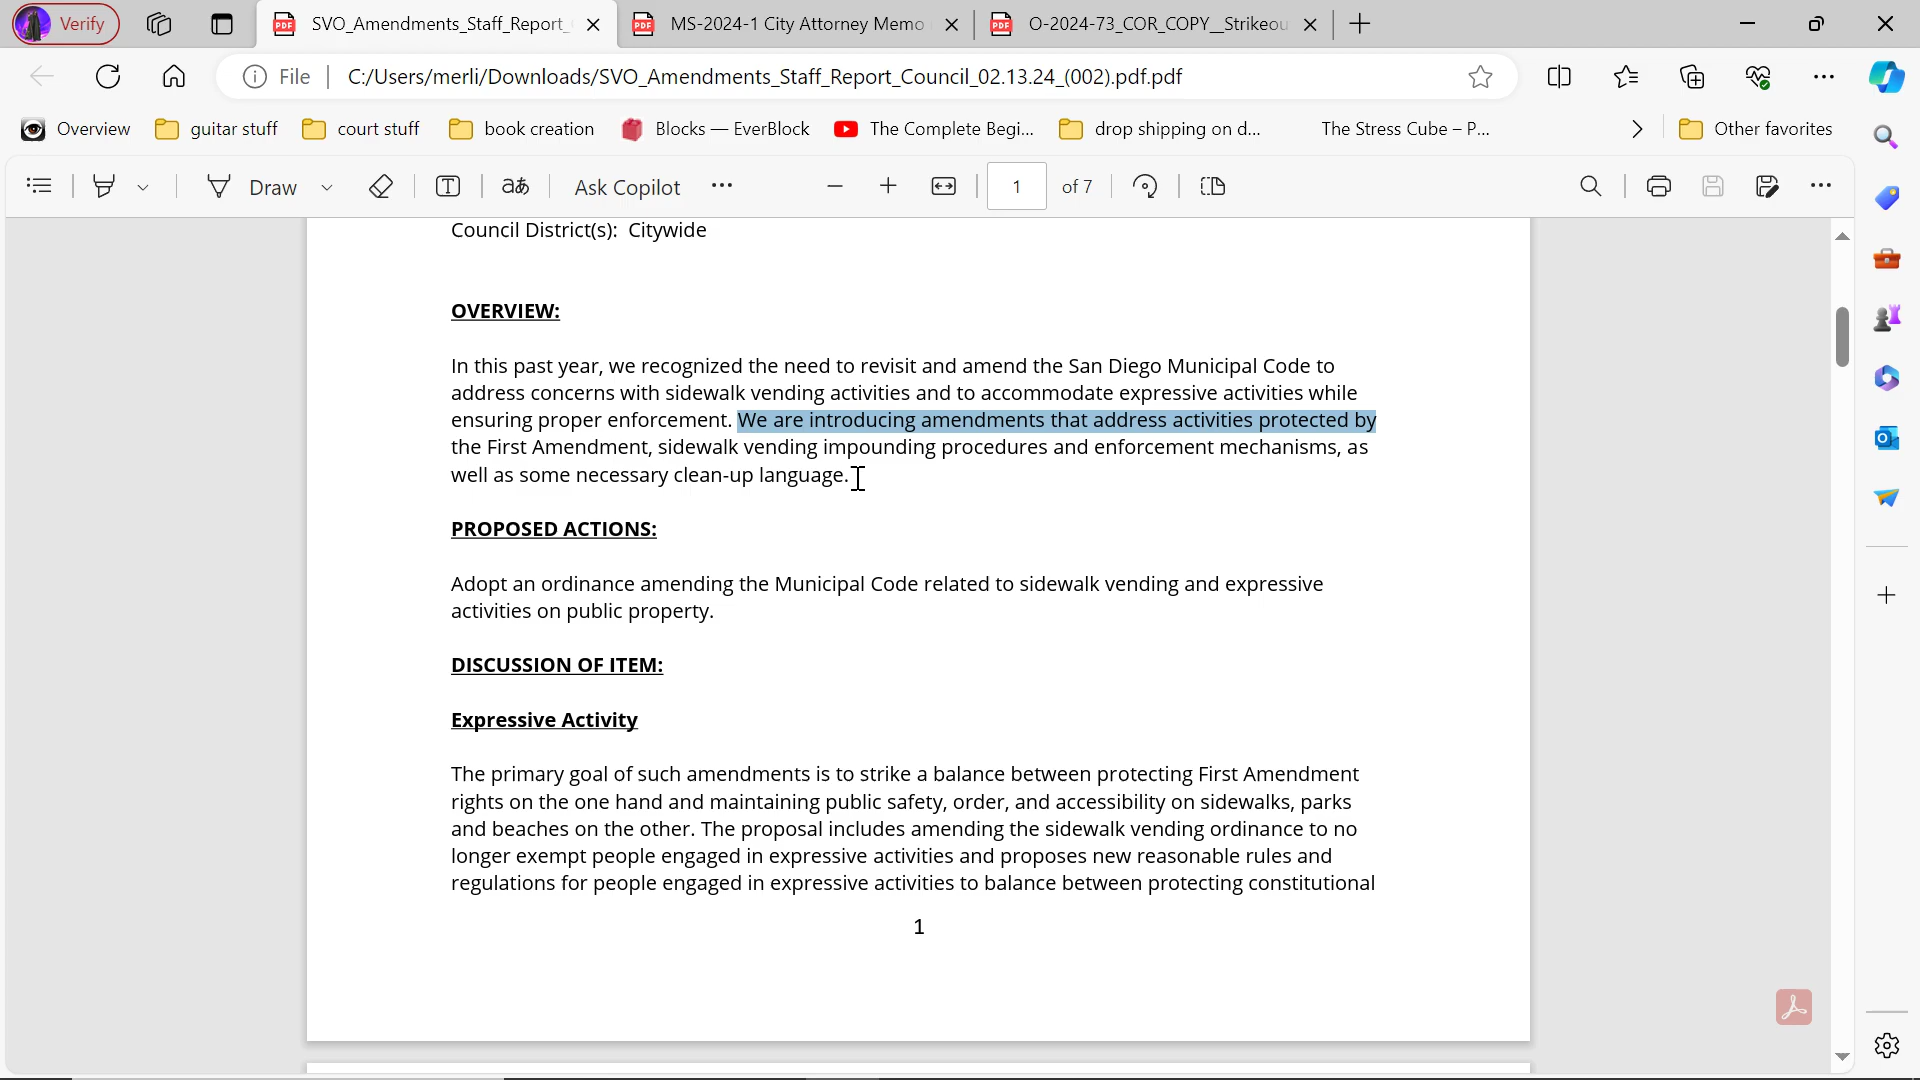 Verify
SVO_Amendments_Staff_Report_
MS-2024-1 City Attorney Memo
O-2024-73_COR_COPY__Strikeou
File
C:/Users/merli/Downloads/SVO_Amendments_Staff_Report_Council_02.13.24_(002).pdf.pdf
Overview
guitar stuff
court stuff
book creation
Blocks — EverBlock
The Complete Begi...
drop shipping on d...
The Stress Cube – P...
Other favorites
Draw
aあ
Ask Copilot
1
of 7
Council District(s):  Citywide
OVERVIEW:
In this past year, we recognized the need to revisit and amend the San Diego Municipal Code to
address concerns with sidewalk vending activities and to accommodate expressive activities while
ensuring proper enforcement. We are introducing amendments that address activities protected by
the First Amendment, sidewalk vending impounding procedures and enforcement mechanisms, as
well as some necessary clean-up language.
PROPOSED ACTIONS:
Adopt an ordinance amending the Municipal Code related to sidewalk vending and expressive
activities on public property.
DISCUSSION OF ITEM:
Expressive Activity
The primary goal of such amendments is to strike a balance between protecting First Amendment
rights on the one hand and maintaining public safety, order, and accessibility on sidewalks, parks
and beaches on the other. The proposal includes amending the sidewalk vending ordinance to no
longer exempt people engaged in expressive activities and proposes new reasonable rules and
regulations for people engaged in expressive activities to balance between protecting constitutional
1